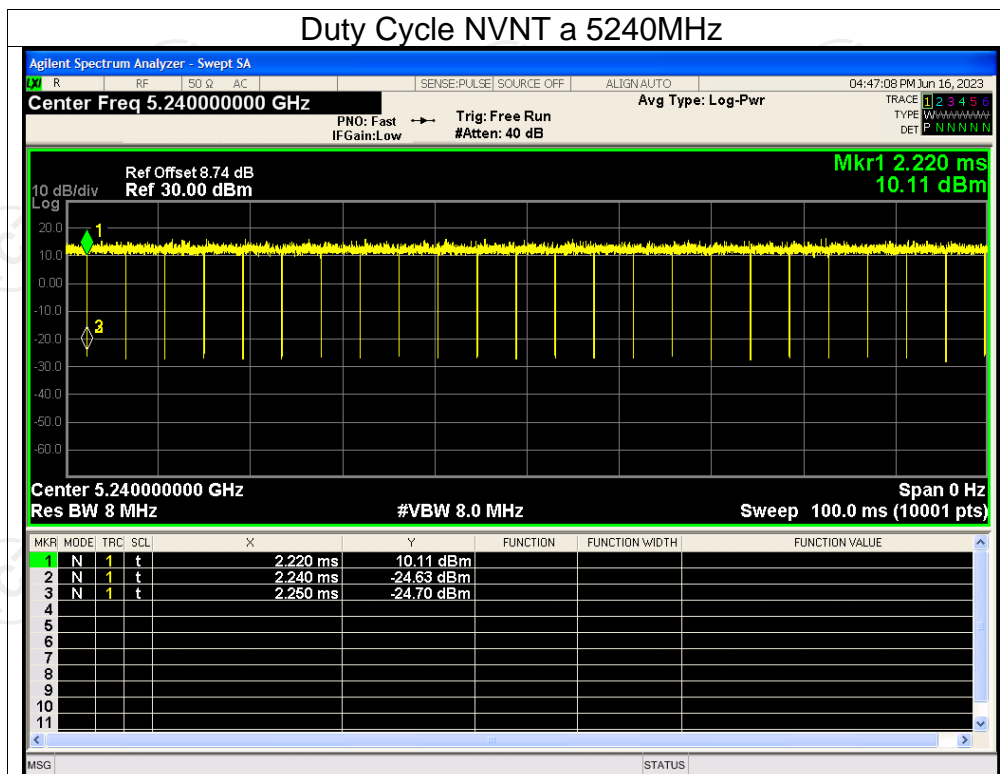 Duty Cycle NVNT a 5240MHz
Agilent Spectrum Analyzer - Swept SA
LXI R RF 50 Ω AC SENSE:PULSE SOURCE OFF ALIGN AUTO 04:47:08 PM Jun 16, 2023
Center Freq 5.240000000 GHz Avg Type: Log-Pwr TRACE 1 2 3 4 5 6
PNO: Fast Trig: Free Run TYPE WWWWWW
IFGain:Low #Atten: 40 dB DET P N N N N N
Mkr1 2.220 ms
Ref Offset 8.74 dB
10 dB/div Ref 30.00 dBm 10.11 dBm
Log
20.0
1
10.0
0.00
-10.0
3
-20.0
-30.0
-40.0
-50.0
-60.0
Center 5.240000000 GHz Span 0 Hz
Res BW 8 MHz #VBW 8.0 MHz Sweep 100.0 ms (10001 pts)
MKR MODE TRC SCL X Y FUNCTION FUNCTION WIDTH FUNCTION VALUE
1 N 1 t 2.220 ms 10.11 dBm
2 N 1 t 2.240 ms -24.63 dBm
3 N 1 t 2.250 ms -24.70 dBm
4
5
6
7
8
9
10
11
MSG STATUS